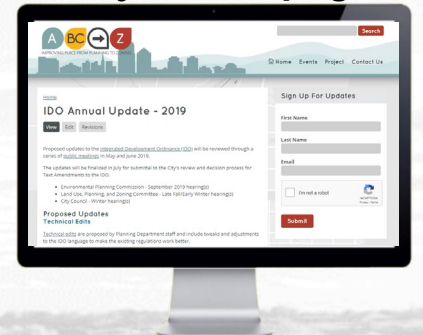 A BC Z
IMPROVING PLACE FROM PLANNING TO ZONING
Search
Home Events Project Contact Us
Home
IDO Annual Update - 2019
View Edit Revisions
Proposed updates to the Integrated Development Ordinance (IDO) will be reviewed through a
series of public meetings in May and June 2019.
The updates will be finalized in July for submittal to the City's review and decision process for
Text Amendments to the IDO.
Environmental Planning Commission - September 2019 hearing(s)
Land Use, Planning, and Zoning Committee - Late Fall/Early Winter hearing(s)
City Council - Winter hearing(s)
Proposed Updates
Technical Edits
Technical edits are proposed by Planning Department staff and include tweaks and adjustments
to the IDO language to make the existing regulations work better.
Sign Up For Updates
First Name
Last Name
Email
I'm not a robot
reCAPTCHA
Privacy - Terms
Submit